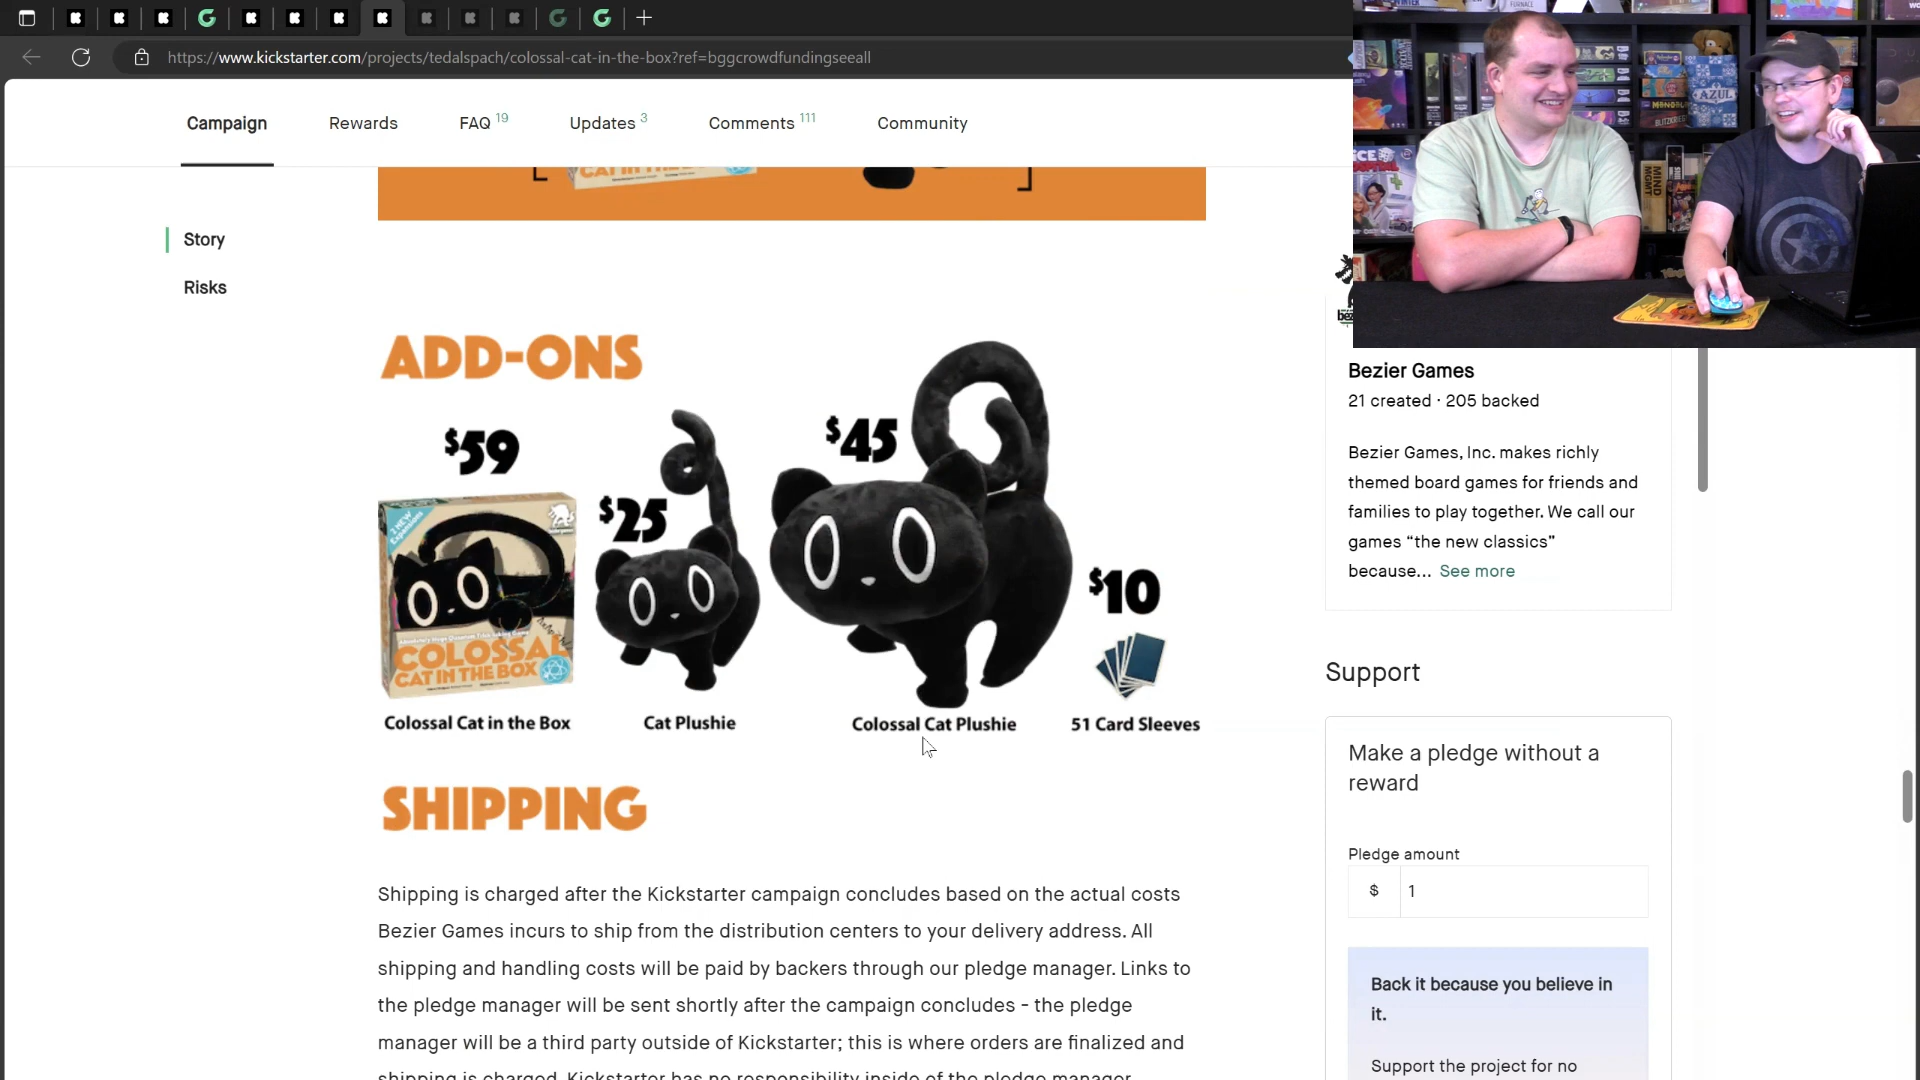 https://www.kickstarter.com/projects/tedalspach/colossal-cat-in-the-box?ref=bggcrowdfundingseeall
Campaign
Rewards
FAQ 19
Updates 3
Comments 111
Community
Story
Risks
ADD-ONS
$59
$25
$45
$10
2 NEW Expansions
COLOSSAL
CAT IN THE BOX
Colossal Cat in the Box
Cat Plushie
Colossal Cat Plushie
51 Card Sleeves
SHIPPING
Shipping is charged after the Kickstarter campaign concludes based on the actual costs
Bezier Games incurs to ship from the distribution centers to your delivery address. All
shipping and handling costs will be paid by backers through our pledge manager. Links to
the pledge manager will be sent shortly after the campaign concludes - the pledge
manager will be a third party outside of Kickstarter; this is where orders are finalized and
shipping is charged. Kickstarter has no responsibility inside of the pledge manager.
Bezier Games
21 created · 205 backed
Bezier Games, Inc. makes richly
themed board games for friends and
families to play together. We call our
games “the new classics”
because... See more
Support
Make a pledge without a
reward
Pledge amount
$ 1
Back it because you believe in
it.
Support the project for no
FURNACE
AZUL
BLITZKRIEG
MIND
MGMT